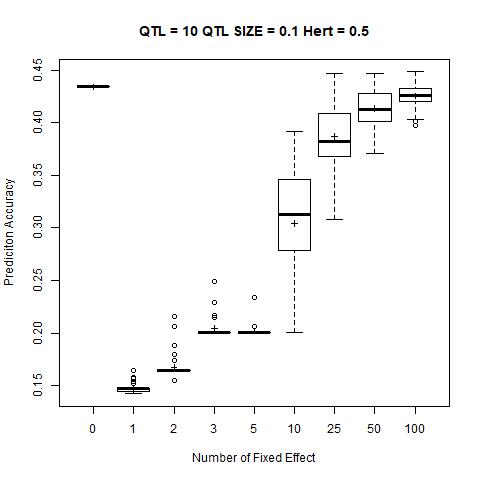 QTL = 10 QTL SIZE = 0.1 Hert = 0.5
Prediciton Accuracy
0.45
0.40
0.35
0.30
0.25
0.20
0.15
0 1 2 3 5 10 25 50 100
Number of Fixed Effect